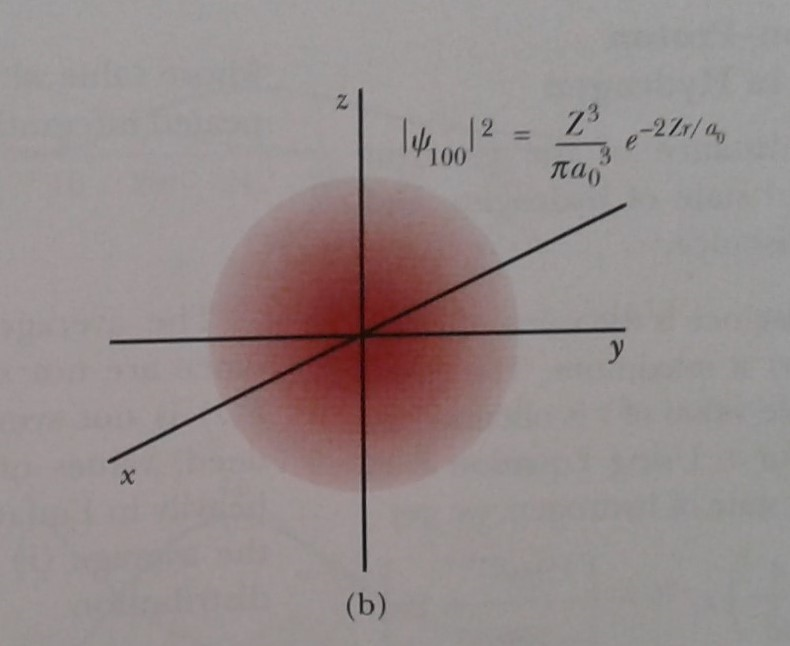 z
|ψ₁₀₀|² = Z³/πa₀³ e^(−2Zr/a₀)
y
x
(b)